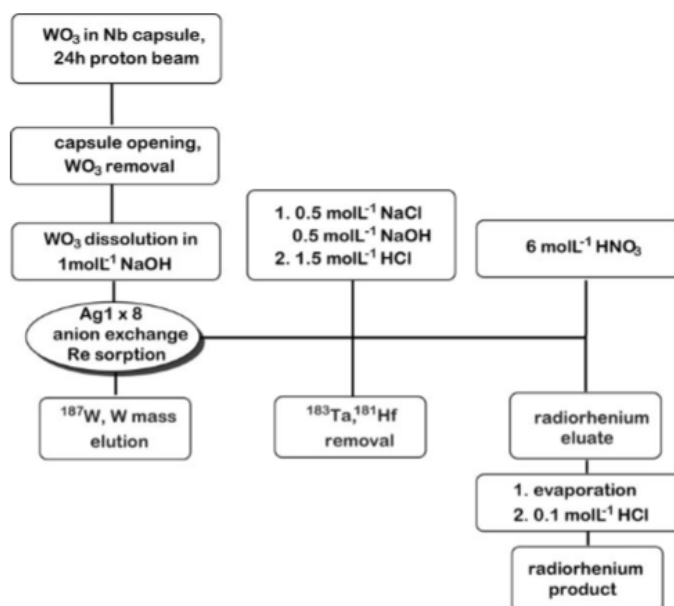 WO₃ in Nb capsule,
24h proton beam
capsule opening,
WO₃ removal
WO₃ dissolution in
1molL⁻¹ NaOH
Ag1 x 8
anion exchange
Re sorption
¹⁸⁷W, W mass
elution
1. 0.5 molL⁻¹ NaCl
0.5 molL⁻¹ NaOH
2. 1.5 molL⁻¹ HCl
¹⁸³Ta,¹⁸¹Hf
removal
6 molL⁻¹ HNO₃
radiorhenium
eluate
1. evaporation
2. 0.1 molL⁻¹ HCl
radiorhenium
product